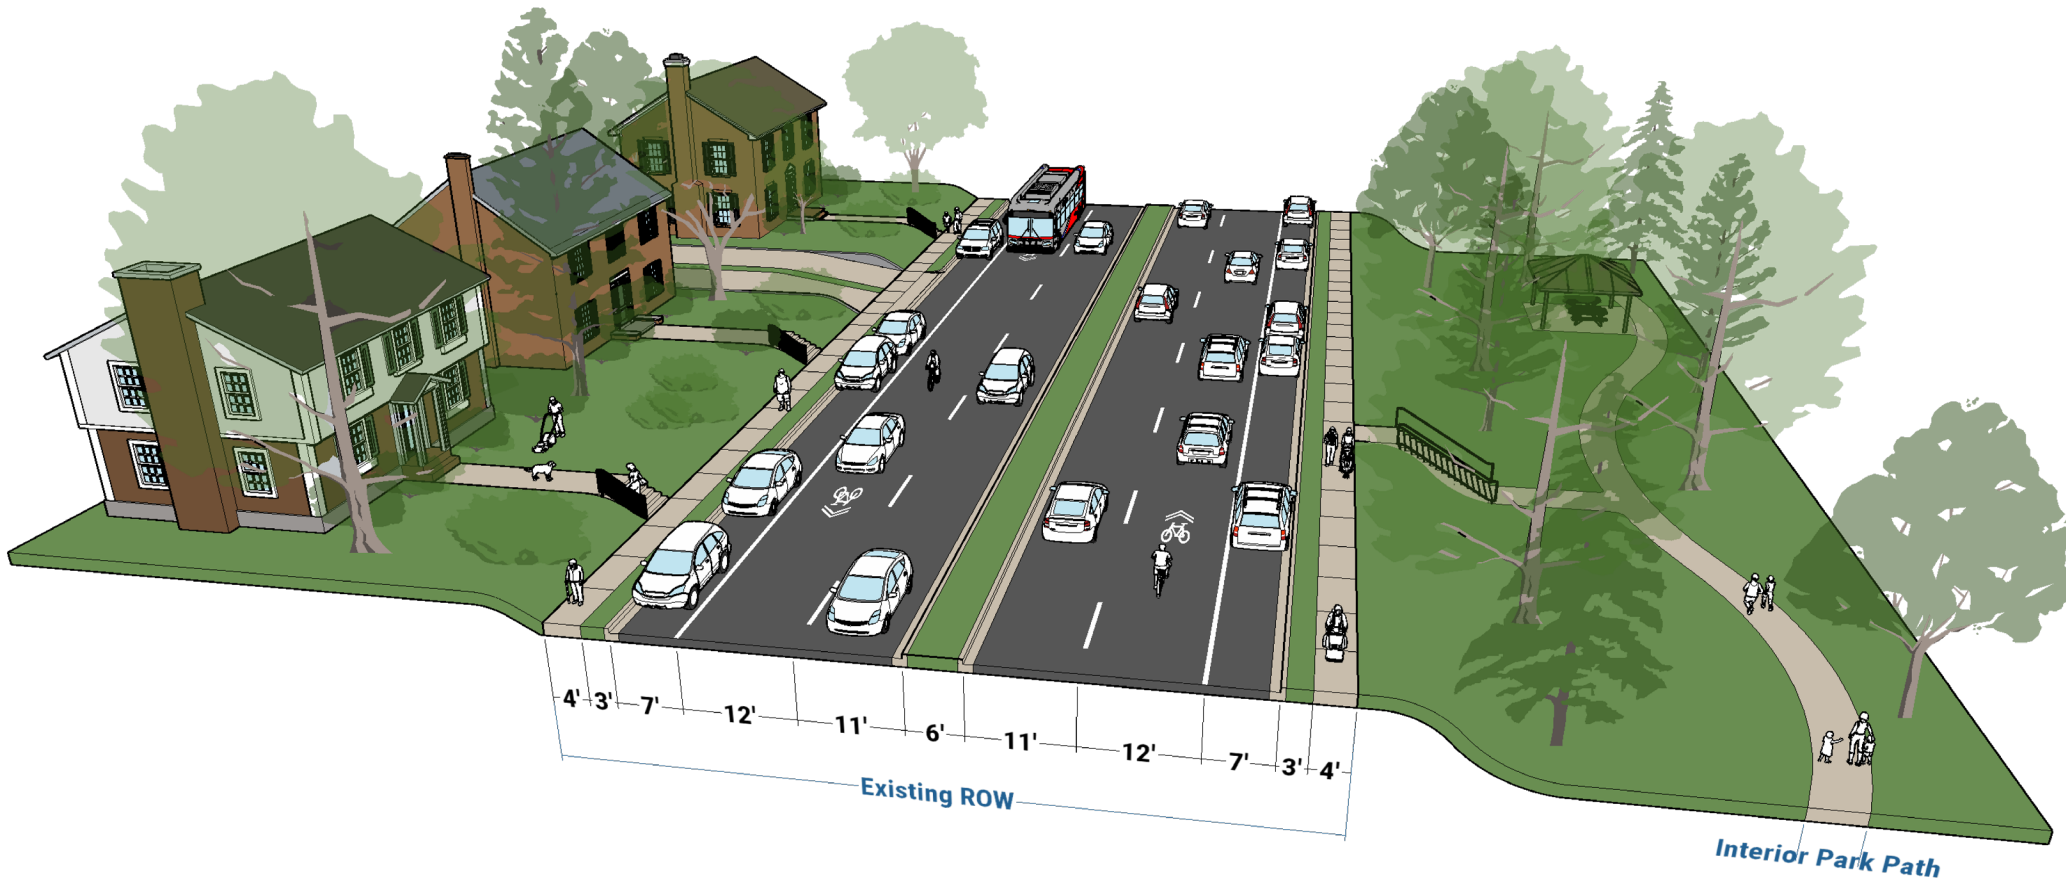 4' 3' 7' 12' 11' 6' 11' 12' 7' 3' 4'
Existing ROW
Interior Park Path